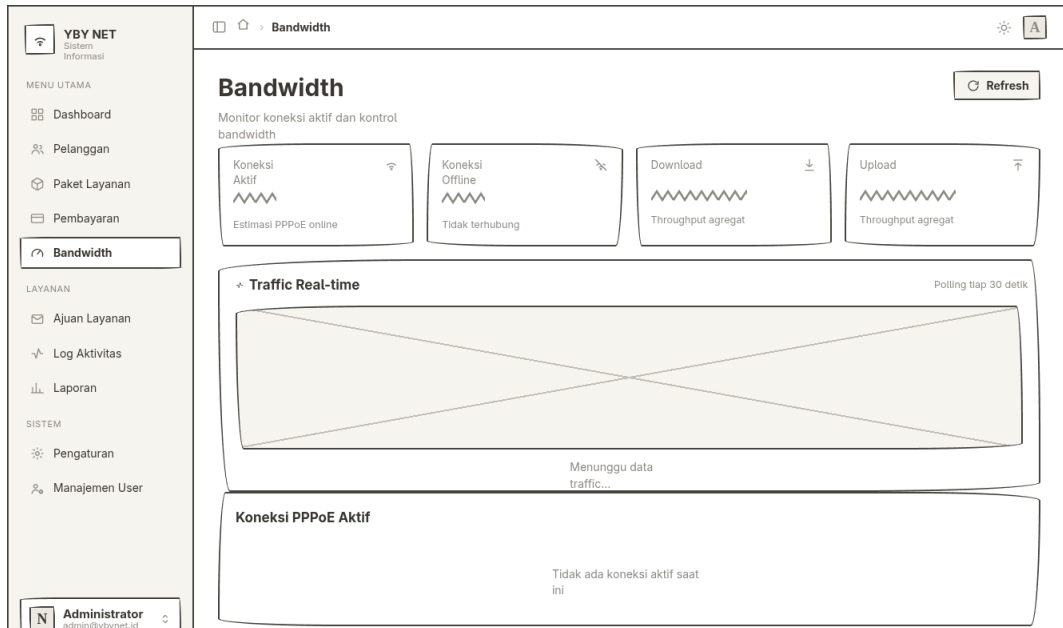 YBY NET
Sistem
Informasi
MENU UTAMA
Dashboard
Pelanggan
Paket Layanan
Pembayaran
Bandwidth
LAYANAN
Ajuan Layanan
Log Aktivitas
Laporan
SISTEM
Pengaturan
Manajemen User
N
Administrator
admin@ybynet.id
› Bandwidth
A
Bandwidth
Refresh
Monitor koneksi aktif dan kontrol
bandwidth
Koneksi
Aktif
Estimasi PPPoE online
Koneksi
Offline
Tidak terhubung
Download
Throughput agregat
Upload
Throughput agregat
Traffic Real-time
Polling tiap 30 detik
Menunggu data
traffic...
Koneksi PPPoE Aktif
Tidak ada koneksi aktif saat
ini